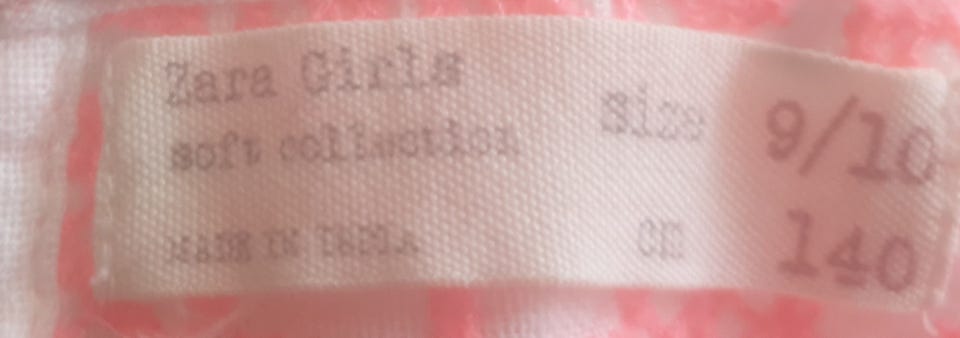 Zara Girls
soft collection
Size 9/10
MADE IN INDIA
CM 140